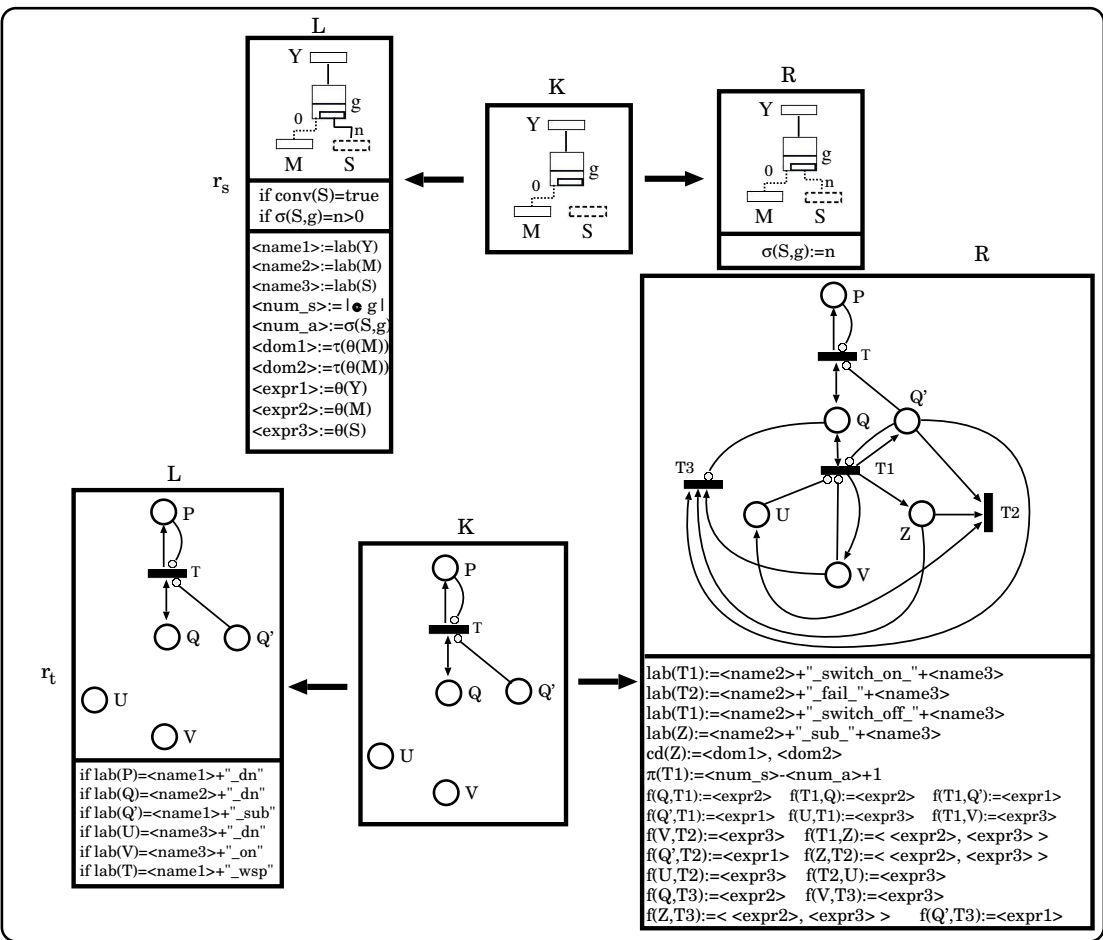 L
Y
g
0
n
M
S
r_s
if conv(S)=true
if σ(S,g)=n>0
<name1>:=lab(Y)
<name2>:=lab(M)
<name3>:=lab(S)
<num_s>:=|● g|
<num_a>:=σ(S,g)
<dom1>:=τ(θ(M))
<dom2>:=τ(θ(M))
<expr1>:=θ(Y)
<expr2>:=θ(M)
<expr3>:=θ(S)
K
Y
g
0
M
S
R
Y
g
0
n
M
S
σ(S,g):=n
L
P
T
Q
Q'
U
V
r_t
if lab(P)=<name1>+"_dn"
if lab(Q)=<name2>+"_dn"
if lab(Q')=<name1>+"_sub"
if lab(U)=<name3>+"_dn"
if lab(V)=<name3>+"_on"
if lab(T)=<name1>+"_wsp"
K
P
T
Q
Q'
U
V
R
P
T
Q
Q'
T3
T1
U
Z
T2
V
lab(T1):=<name2>+"_switch_on_"+<name3>
lab(T2):=<name2>+"_fail_"+<name3>
lab(T1):=<name2>+"_switch_off_"+<name3>
lab(Z):=<name2>+"_sub_"+<name3>
cd(Z):=<dom1>, <dom2>
π(T1):=<num_s>-<num_a>+1
f(Q,T1):=<expr2> f(T1,Q):=<expr2> f(T1,Q'):=<expr1>
f(Q',T1):=<expr1> f(U,T1):=<expr3> f(T1,V):=<expr3>
f(V,T2):=<expr3> f(T1,Z):=< <expr2>, <expr3> >
f(Q',T2):=<expr1> f(Z,T2):=< <expr2>, <expr3> >
f(U,T2):=<expr3> f(T2,U):=<expr3>
f(Q,T3):=<expr2> f(V,T3):=<expr3>
f(Z,T3):=< <expr2>, <expr3> > f(Q',T3):=<expr1>